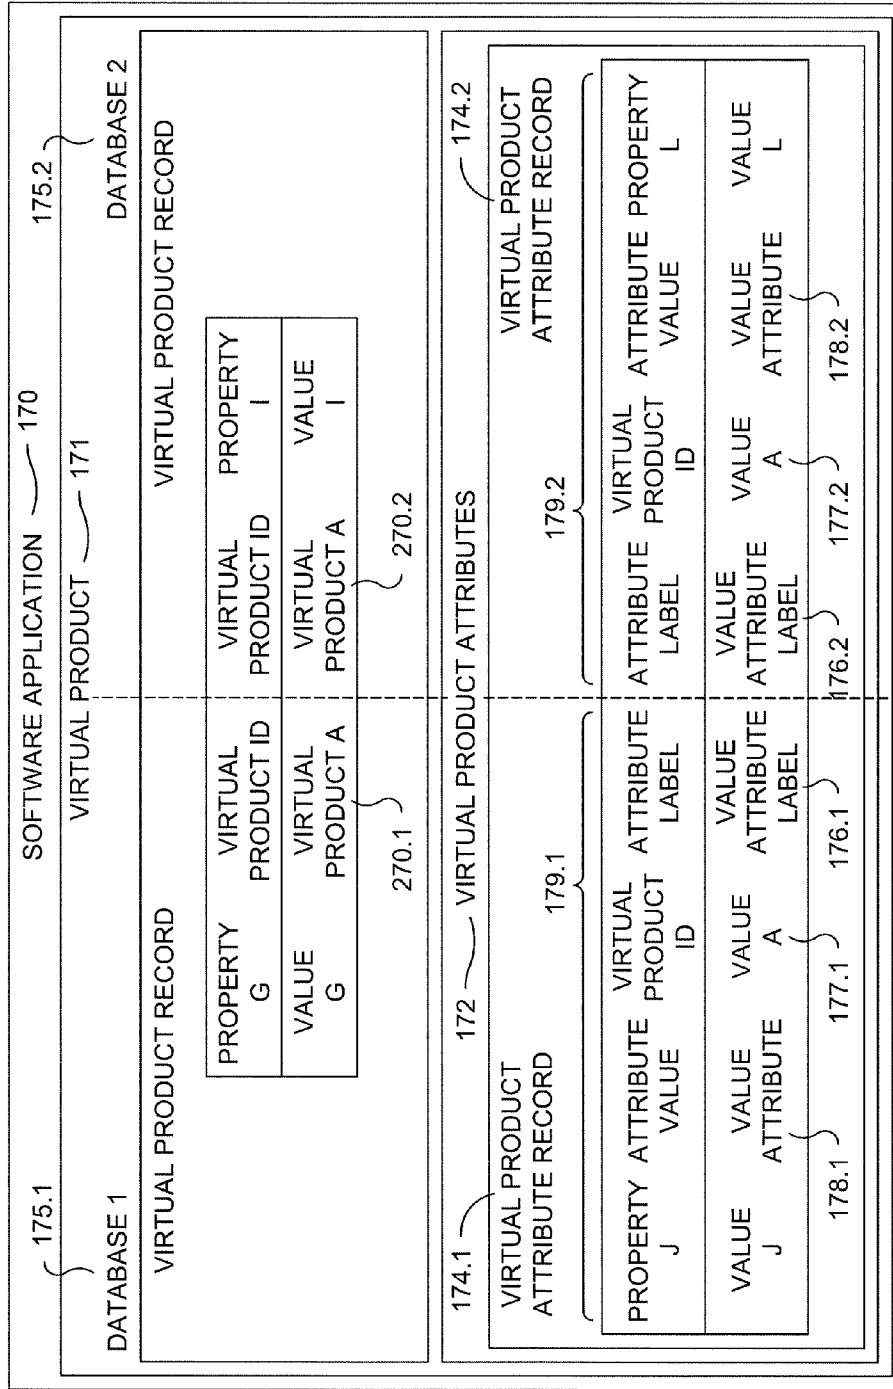 SOFTWARE APPLICATION 170
175.1
175.2
VIRTUAL PRODUCT 171
DATABASE 1
DATABASE 2
VIRTUAL PRODUCT RECORD
VIRTUAL PRODUCT RECORD
PROPERTY G
VIRTUAL PRODUCT ID
VIRTUAL PRODUCT ID
PROPERTY I
VALUE G
VIRTUAL PRODUCT A
VIRTUAL PRODUCT A
VALUE I
270.1
270.2
172 VIRTUAL PRODUCT ATTRIBUTES
174.1
174.2
VIRTUAL PRODUCT
ATTRIBUTE RECORD
VIRTUAL PRODUCT
ATTRIBUTE RECORD
179.1
179.2
PROPERTY J
ATTRIBUTE VALUE
VIRTUAL PRODUCT ID
ATTRIBUTE LABEL
ATTRIBUTE LABEL
VIRTUAL PRODUCT ID
ATTRIBUTE VALUE
PROPERTY L
VALUE J
VALUE ATTRIBUTE
VALUE A
VALUE ATTRIBUTE LABEL
VALUE ATTRIBUTE LABEL
VALUE A
VALUE ATTRIBUTE
VALUE L
178.1
177.1
176.1
176.2
177.2
178.2